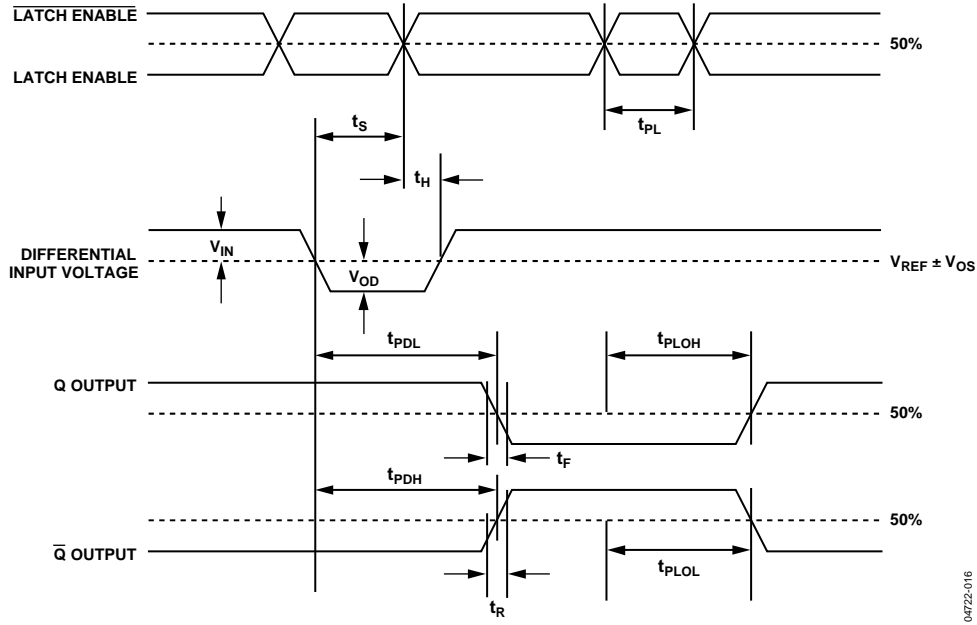 LATCH ENABLE
50%
LATCH ENABLE
tS
tPL
tH
VIN
DIFFERENTIAL
INPUT VOLTAGE
VOD
VREF ± VOS
tPDL
tPLOH
Q OUTPUT
50%
tF
tPDH
50%
Q̅ OUTPUT
tPLOL
tR
04722-016